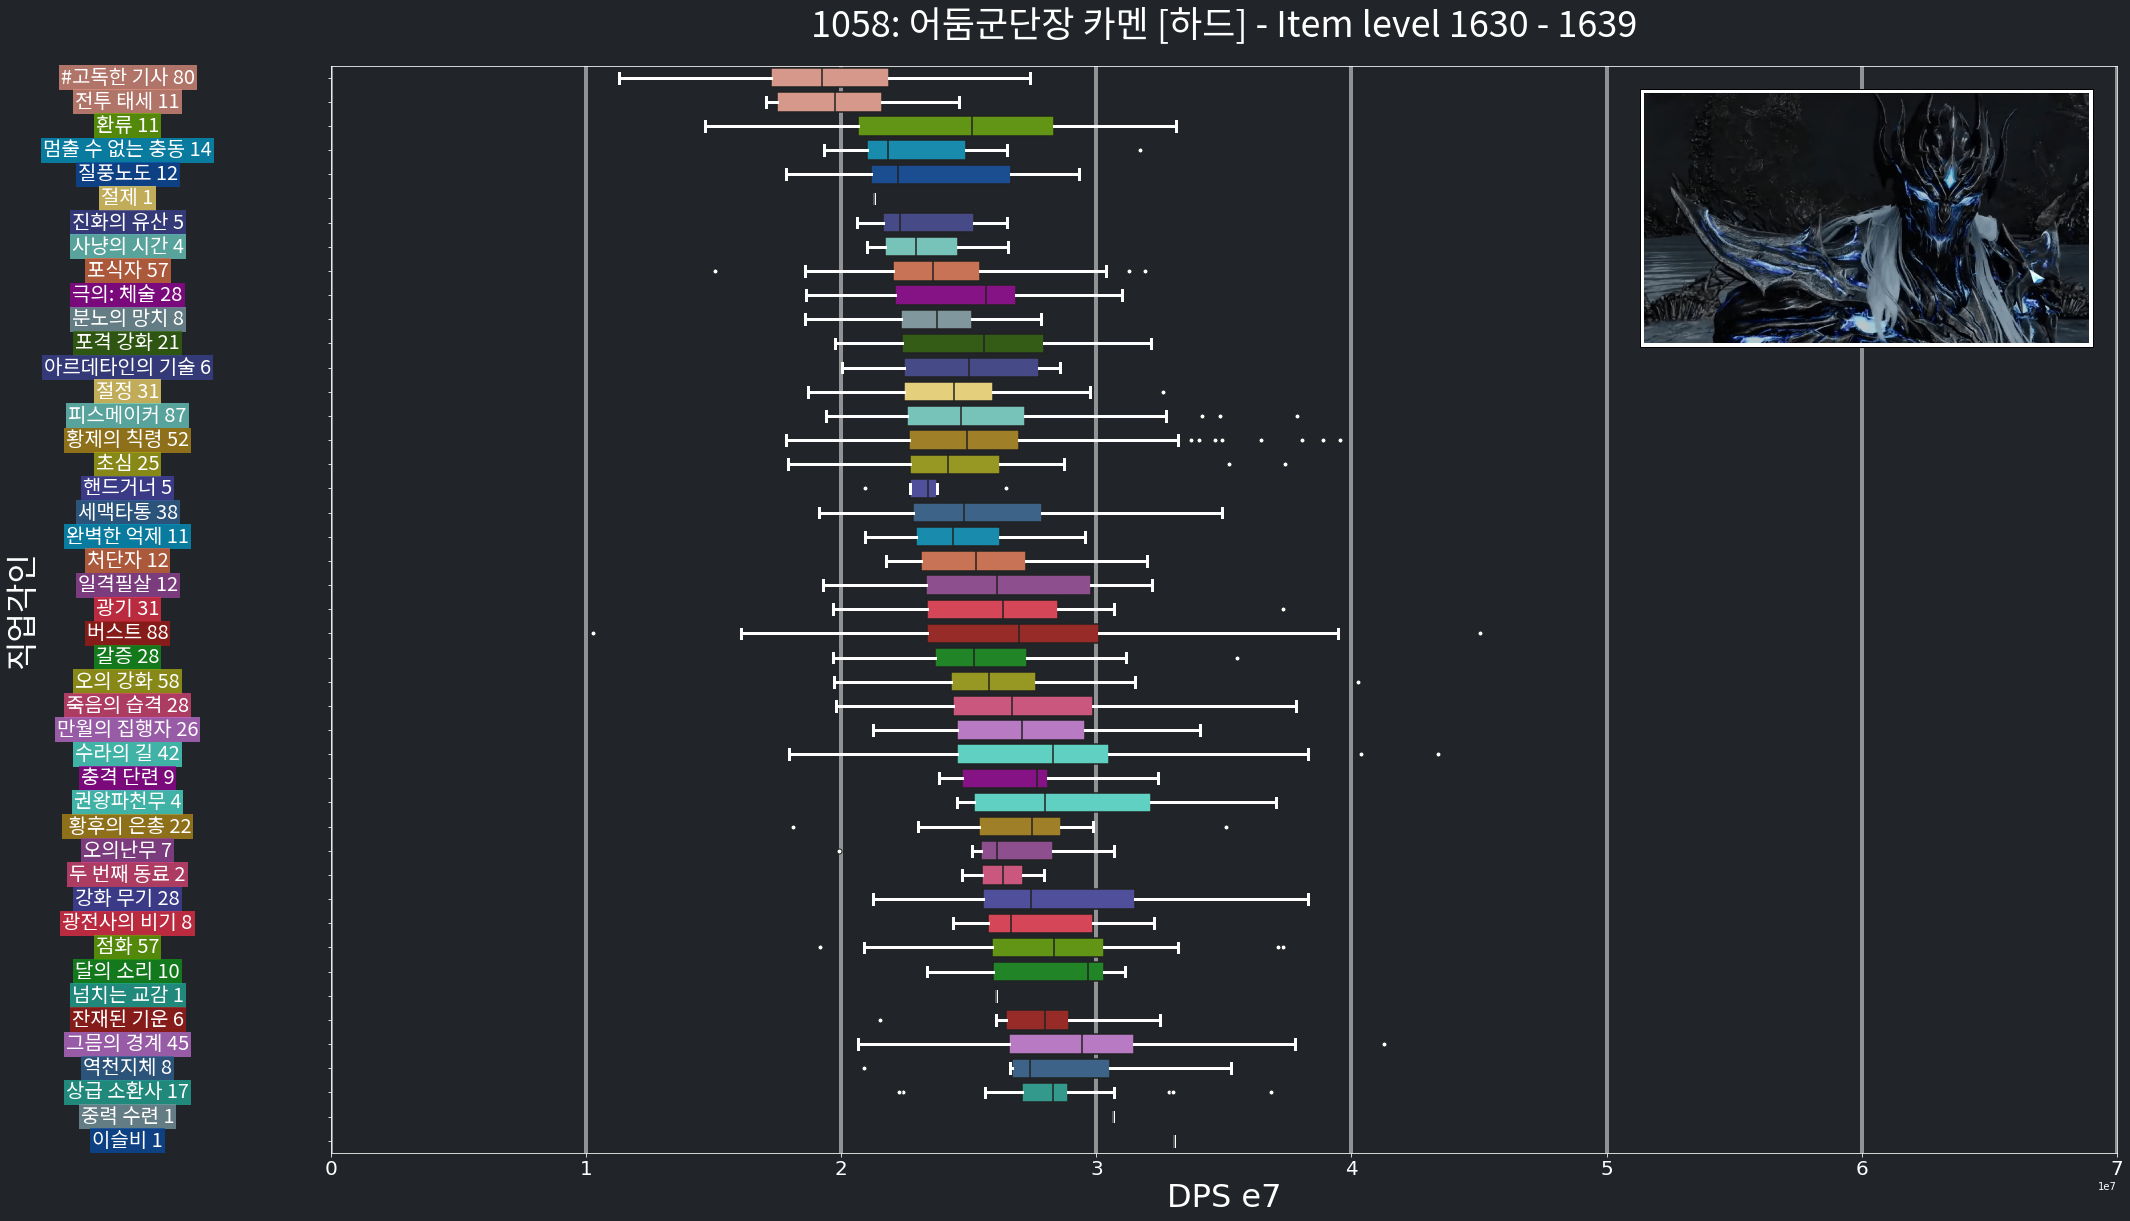 1058: 어둠군단장 카멘 [하드] - Item level 1630 - 1639
직업각인
#고독한 기사 80
전투 태세 11
환류 11
멈출 수 없는 충동 14
질풍노도 12
절제 1
진화의 유산 5
사냥의 시간 4
포식자 57
극의: 체술 28
분노의 망치 8
포격 강화 21
아르데타인의 기술 6
절정 31
피스메이커 87
황제의 칙령 52
초심 25
핸드거너 5
세맥타통 38
완벽한 억제 11
처단자 12
일격필살 12
광기 31
버스트 88
갈증 28
오의 강화 58
죽음의 습격 28
만월의 집행자 26
수라의 길 42
충격 단련 9
권왕파천무 4
황후의 은총 22
오의난무 7
두 번째 동료 2
강화 무기 28
광전사의 비기 8
점화 57
달의 소리 10
넘치는 교감 1
잔재된 기운 6
그믐의 경계 45
역천지체 8
상급 소환사 17
중력 수련 1
이슬비 1
0 1 2 3 4 5 6 7
1e7
DPS e7